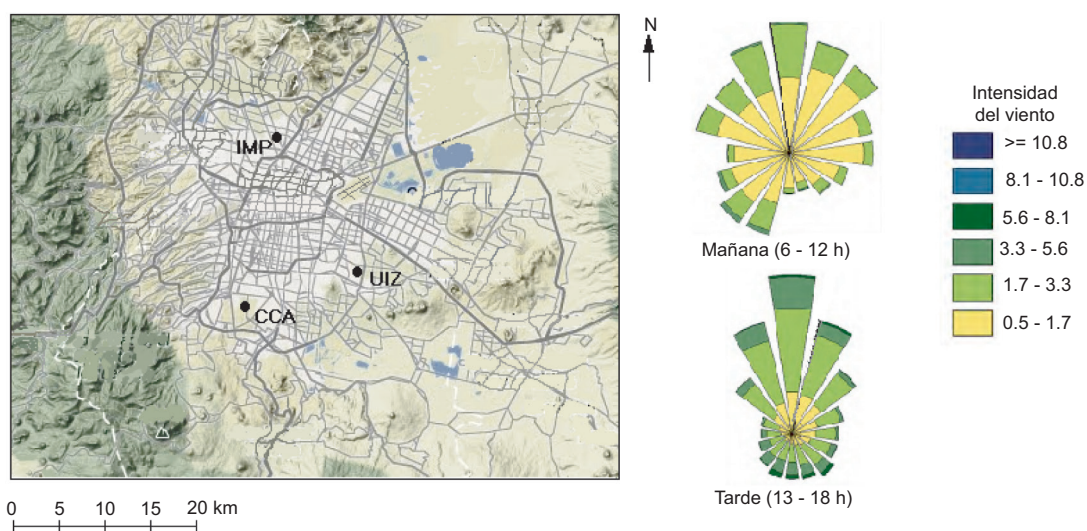 IMP
UIZ
CCA
0 5 10 15 20 km
N
Mañana (6 - 12 h)
Tarde (13 - 18 h)
Intensidad
del viento
>= 10.8
8.1 - 10.8
5.6 - 8.1
3.3 - 5.6
1.7 - 3.3
0.5 - 1.7